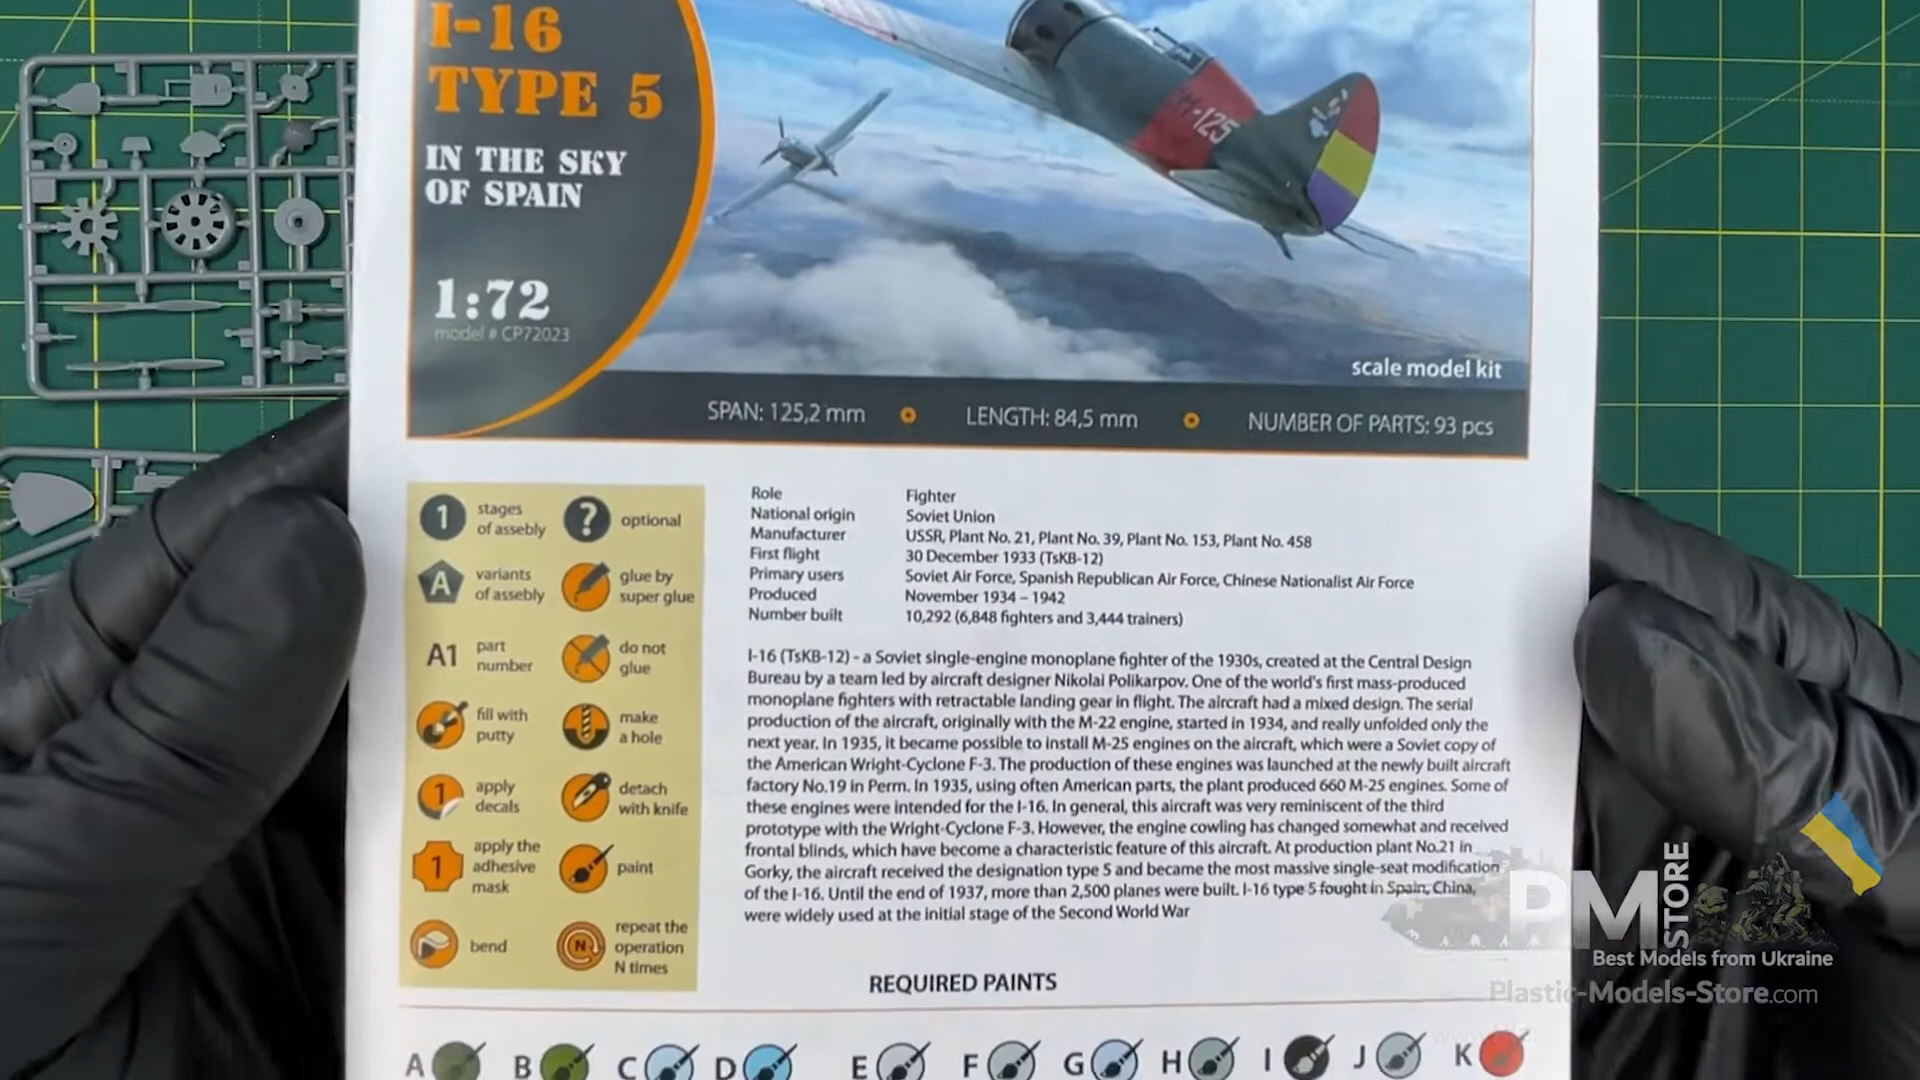 I-16
TYPE 5
IN THE SKY
OF SPAIN
1:72
model # CP72023
-125
scale model kit
SPAN: 125,2 mm
LENGTH: 84,5 mm
NUMBER OF PARTS: 93 pcs
1
stages
of assebly
?
optional
A
variants
of assebly
glue by
super glue
A1
part
number
do not
glue
fill with
putty
make
a hole
1
apply
decals
detach
with knife
1
apply the
adhesive
mask
paint
bend
N
repeat the
operation
N times
Role Fighter
National origin Soviet Union
Manufacturer USSR, Plant No. 21, Plant No. 39, Plant No. 153, Plant No. 458
First flight 30 December 1933 (TsKB-12)
Primary users Soviet Air Force, Spanish Republican Air Force, Chinese Nationalist Air Force
Produced November 1934 – 1942
Number built 10,292 (6,848 fighters and 3,444 trainers)
I-16 (TsKB-12) - a Soviet single-engine monoplane fighter of the 1930s, created at the Central Design
Bureau by a team led by aircraft designer Nikolai Polikarpov. One of the world's first mass-produced
monoplane fighters with retractable landing gear in flight. The aircraft had a mixed design. The serial
production of the aircraft, originally with the M-22 engine, started in 1934, and really unfolded only the
next year. In 1935, it became possible to install M-25 engines on the aircraft, which were a Soviet copy of
the American Wright-Cyclone F-3. The production of these engines was launched at the newly built aircraft
factory No.19 in Perm. In 1935, using often American parts, the plant produced 660 M-25 engines. Some of
these engines were intended for the I-16. In general, this aircraft was very reminiscent of the third
prototype with the Wright-Cyclone F-3. However, the engine cowling has changed somewhat and received
frontal blinds, which have become a characteristic feature of this aircraft. At production plant No.21 in
Gorky, the aircraft received the designation type 5 and became the most massive single-seat modification
of the I-16. Until the end of 1937, more than 2,500 planes were built. I-16 type 5 fought in Spain, China,
were widely used at the initial stage of the Second World War
REQUIRED PAINTS
A B C D E F G H I J K
PM STORE
Best Models from Ukraine
Plastic-Models-Store.com